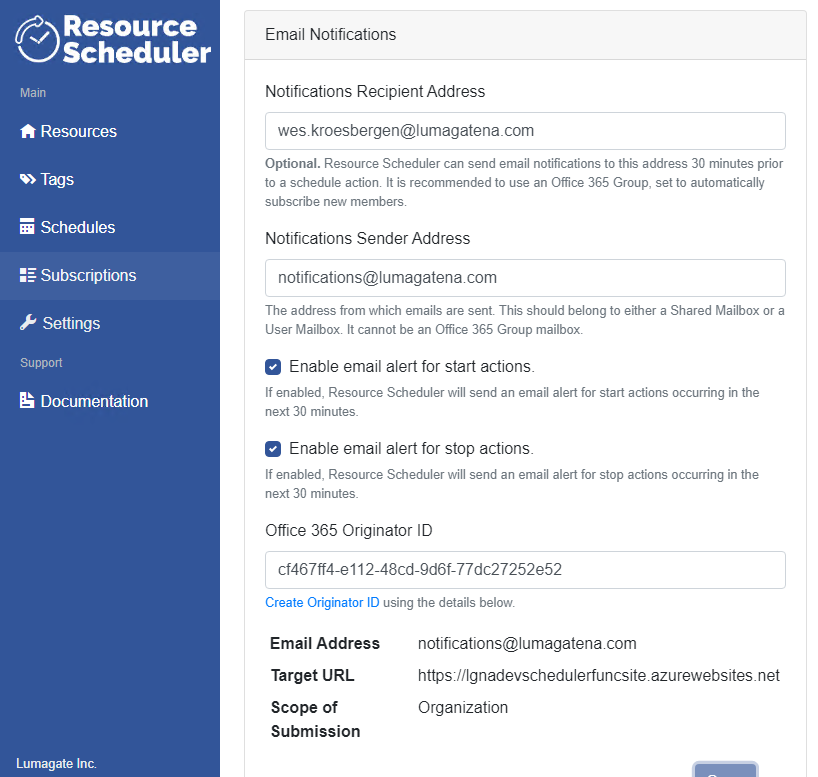 Resource
Scheduler
Main
Resources
Tags
Schedules
Subscriptions
Settings
Support
Documentation
Lumagate Inc.
Email Notifications
Notifications Recipient Address
wes.kroesbergen@lumagatena.com
Optional. Resource Scheduler can send email notifications to this address 30 minutes prior
to a schedule action. It is recommended to use an Office 365 Group, set to automatically
subscribe new members.
Notifications Sender Address
notifications@lumagatena.com
The address from which emails are sent. This should belong to either a Shared Mailbox or a
User Mailbox. It cannot be an Office 365 Group mailbox.
Enable email alert for start actions.
If enabled, Resource Scheduler will send an email alert for start actions occurring in the
next 30 minutes.
Enable email alert for stop actions.
If enabled, Resource Scheduler will send an email alert for stop actions occurring in the
next 30 minutes.
Office 365 Originator ID
cf467ff4-e112-48cd-9d6f-77dc27252e52
Create Originator ID using the details below.
Email Address notifications@lumagatena.com
Target URL https://lgnadevschedulerfuncsite.azurewebsites.net
Scope of Organization
Submission